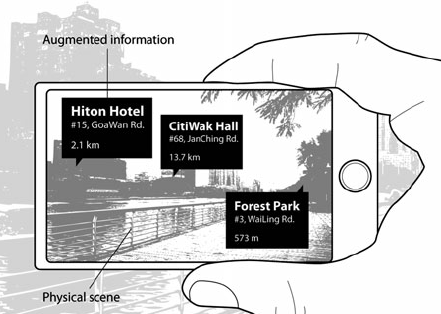 Augmented information
Hiton Hotel
#15, GoaWan Rd.
2.1 km
CitiWak Hall
#68, JanChing Rd.
13.7 km
Forest Park
#3, WaiLing Rd.
573 m
Physical scene